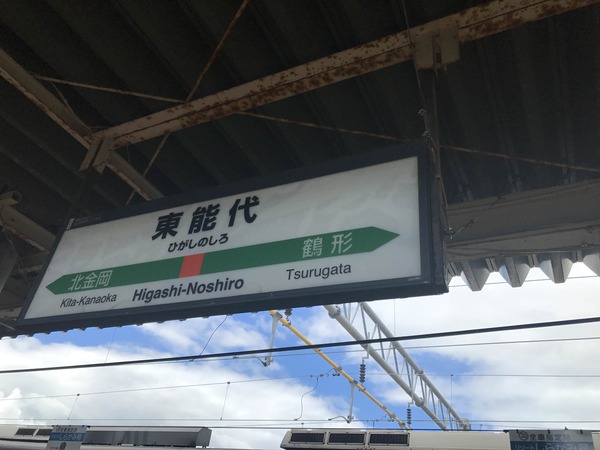 東能代
ひがしのしろ
北金岡
鶴形
Kita-Kanaoka
Higashi-Noshiro
Tsurugata